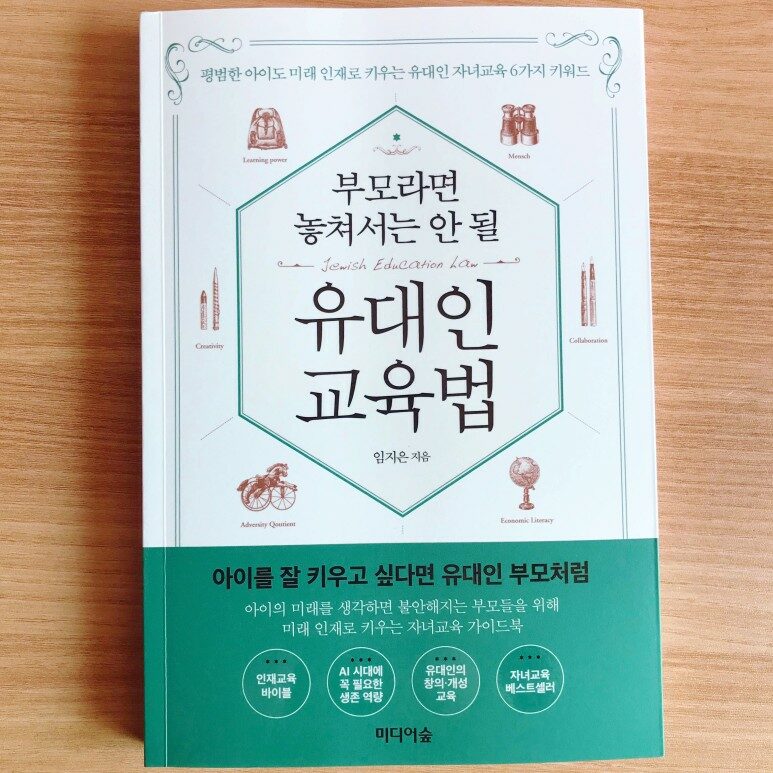 평범한 아이도 미래 인재로 키우는 유대인 자녀교육 6가지 키워드
Learning power
Mensch
부모라면
놓쳐서는 안 될
Jewish Education Law
유대인
교육법
Creativity
Collaboration
임지은 지음
Adversity Qoutient
Economic Literacy
아이를 잘 키우고 싶다면 유대인 부모처럼
아이의 미래를 생각하면 불안해지는 부모들을 위해
미래 인재로 키우는 자녀교육 가이드북
인재교육
바이블
AI 시대에
꼭 필요한
생존 역량
유대인의
창의·개성
교육
자녀교육
베스트셀러
미디어숲